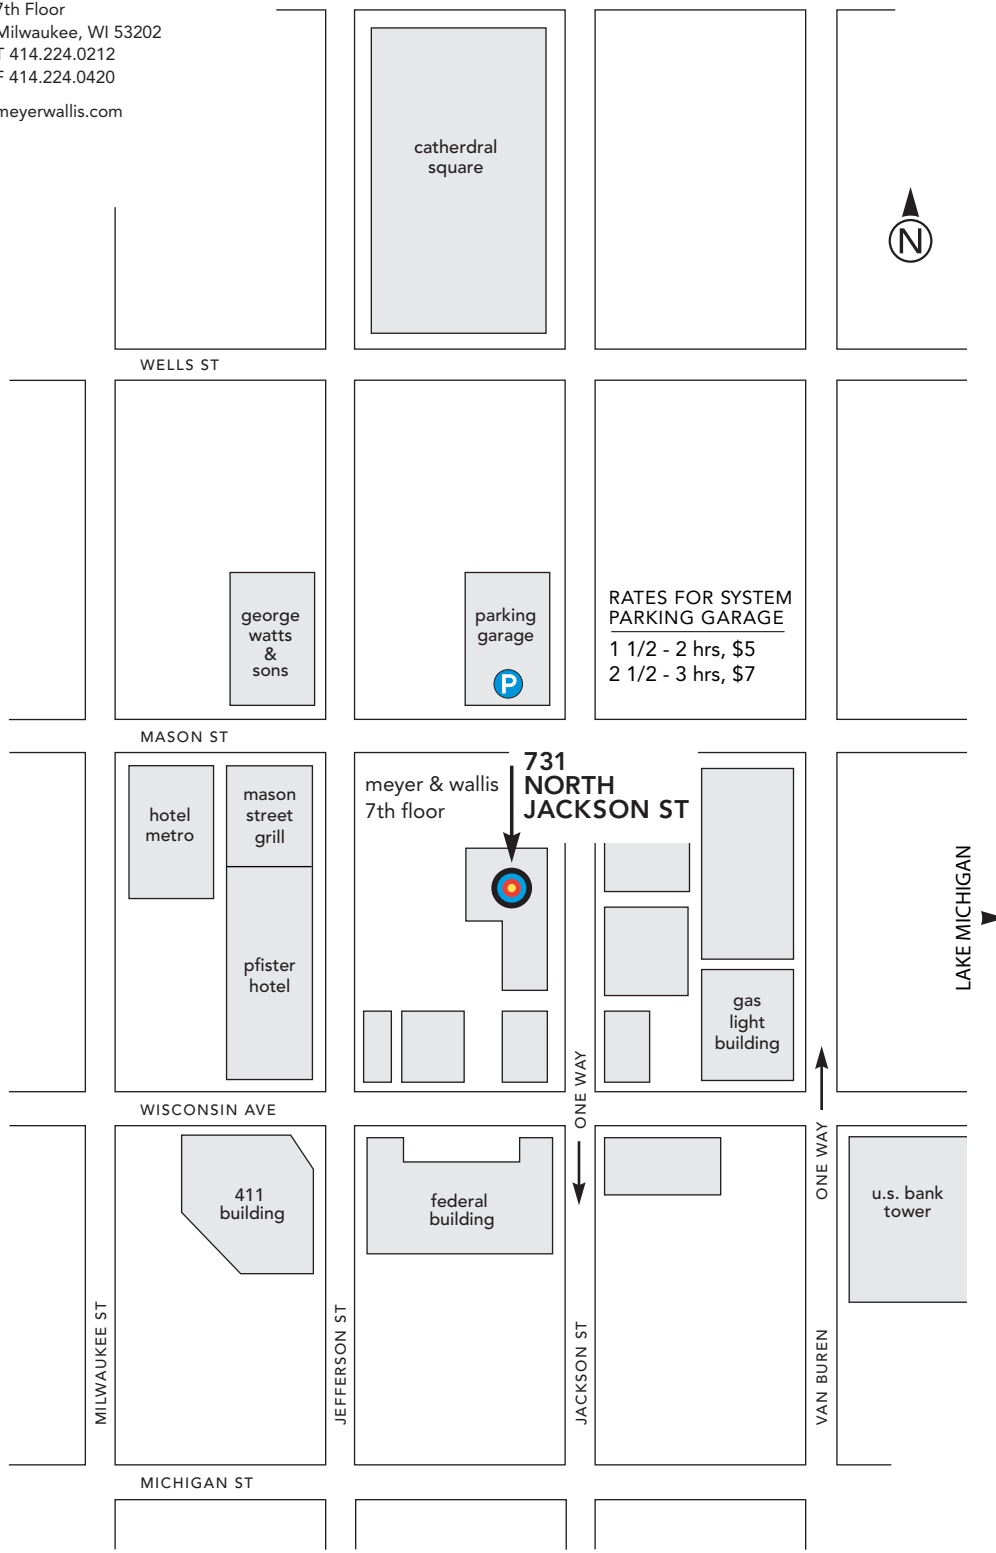 7th Floor
Milwaukee, WI 53202
T 414.224.0212
F 414.224.0420
meyerwallis.com
catherdral
square
N
WELLS ST
george
watts
&
sons
parking
garage
P
RATES FOR SYSTEM
PARKING GARAGE
1 1/2 - 2 hrs, $5
2 1/2 - 3 hrs, $7
MASON ST
hotel
metro
mason
street
grill
pfister
hotel
meyer & wallis
7th floor
731
NORTH
JACKSON ST
gas
light
building
LAKE MICHIGAN
ONE WAY
WISCONSIN AVE
411
building
federal
building
ONE WAY
u.s. bank
tower
MILWAUKEE ST
JEFFERSON ST
JACKSON ST
VAN BUREN
MICHIGAN ST